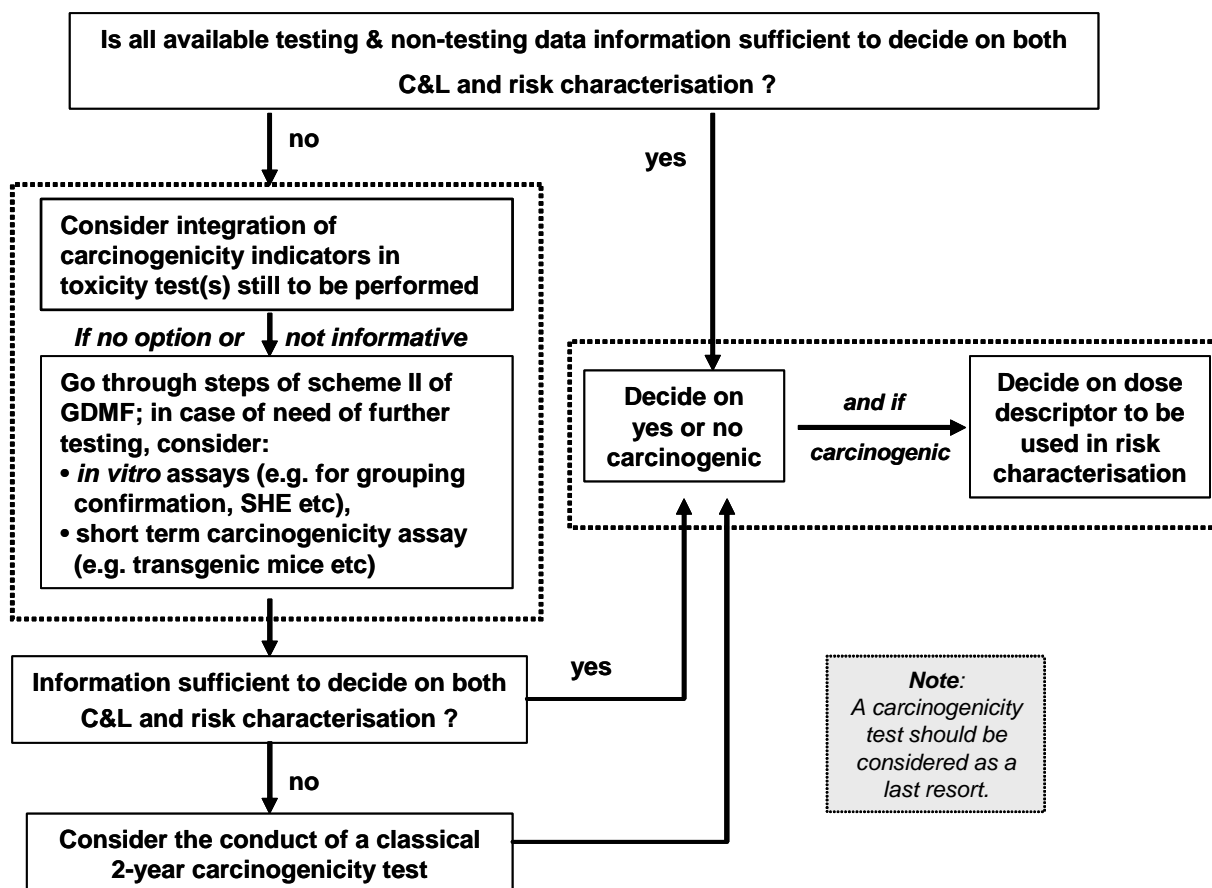 Is all available testing & non-testing data information sufficient to decide on both
C&L and risk characterisation ?
no
yes
Consider integration of
carcinogenicity indicators in
toxicity test(s) still to be performed
If no option or
not informative
Go through steps of scheme II of
GDMF; in case of need of further
testing, consider:
• in vitro assays (e.g. for grouping
confirmation, SHE etc),
• short term carcinogenicity assay
(e.g. transgenic mice etc)
Decide on
yes or no
carcinogenic
and if
carcinogenic
Decide on dose
descriptor to be
used in risk
characterisation
Information sufficient to decide on both
C&L and risk characterisation ?
yes
no
Consider the conduct of a classical
2-year carcinogenicity test
Note:
A carcinogenicity
test should be
considered as a
last resort.